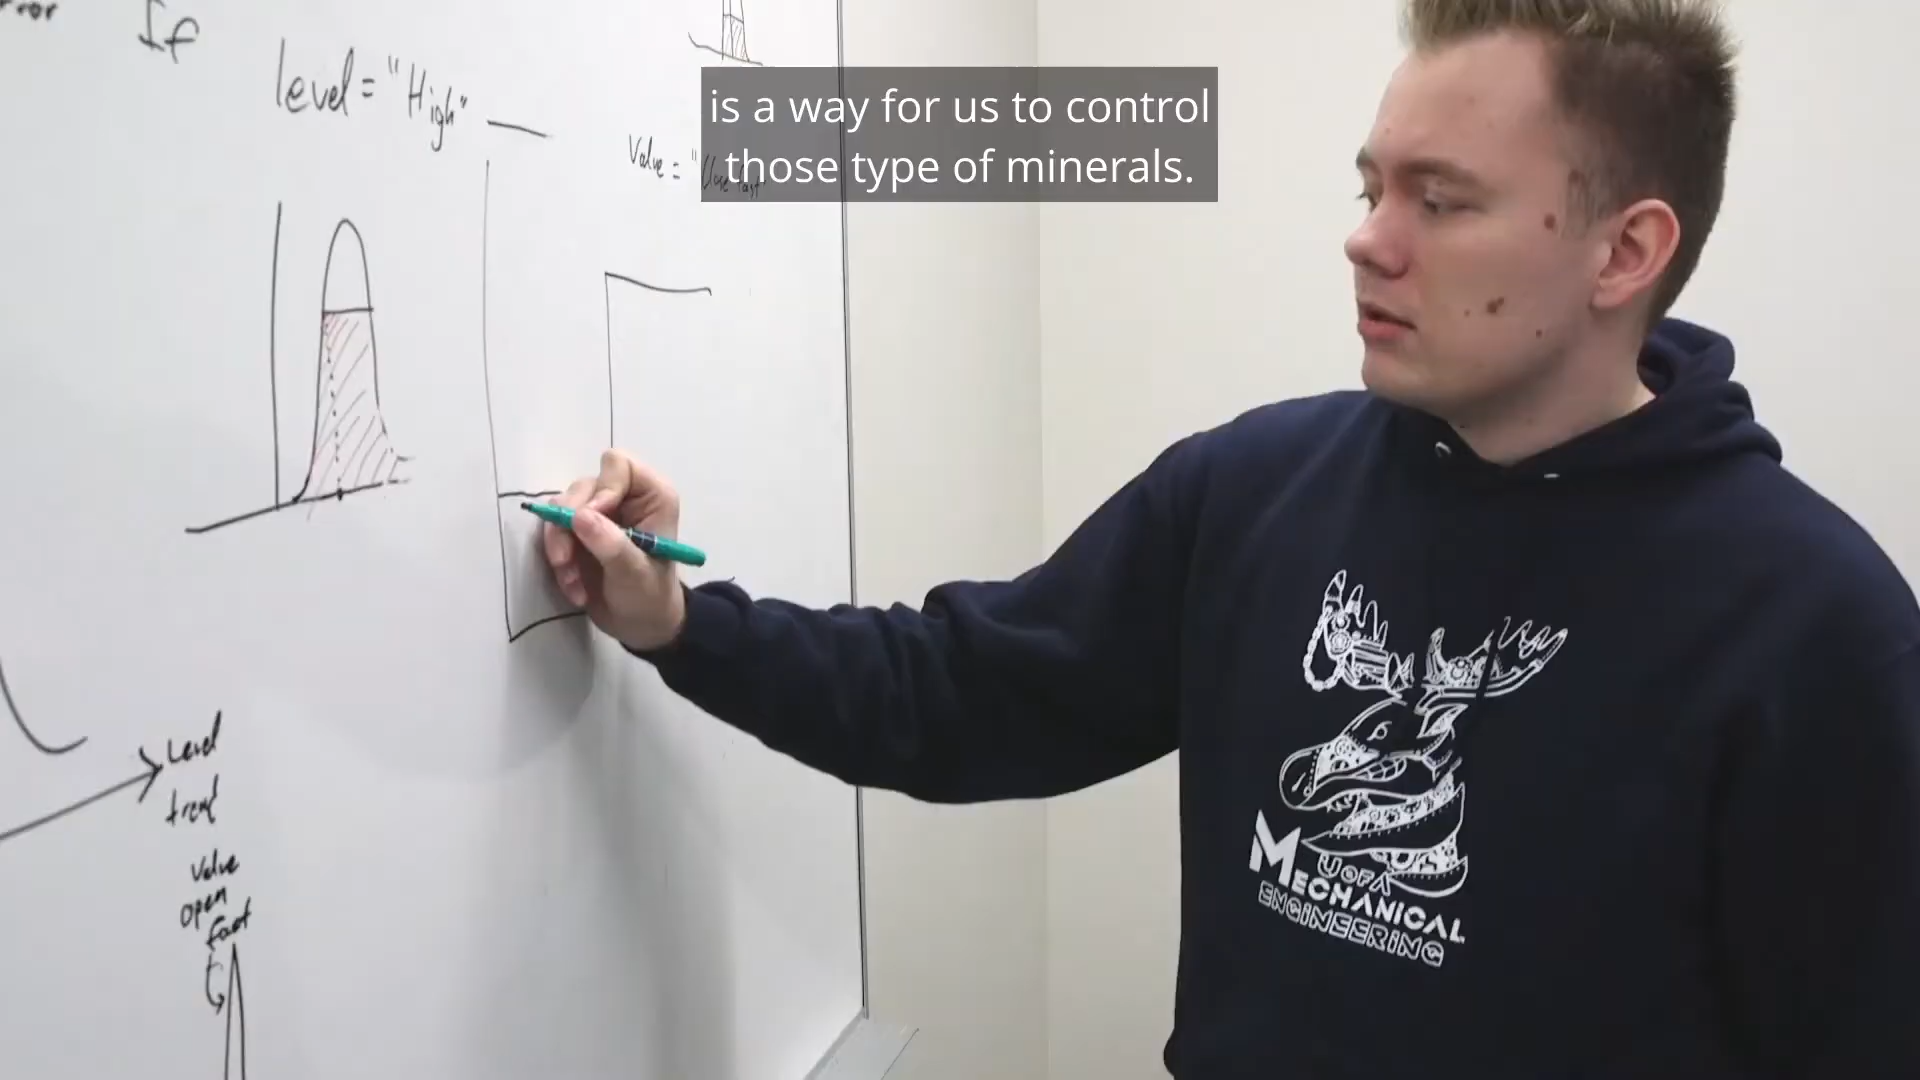 If
level = "High"
is a way for us to control
those type of minerals.
Valve = "
Level
trend
Valve
open
fast
U OF A
MECHANICAL
ENGINEERING